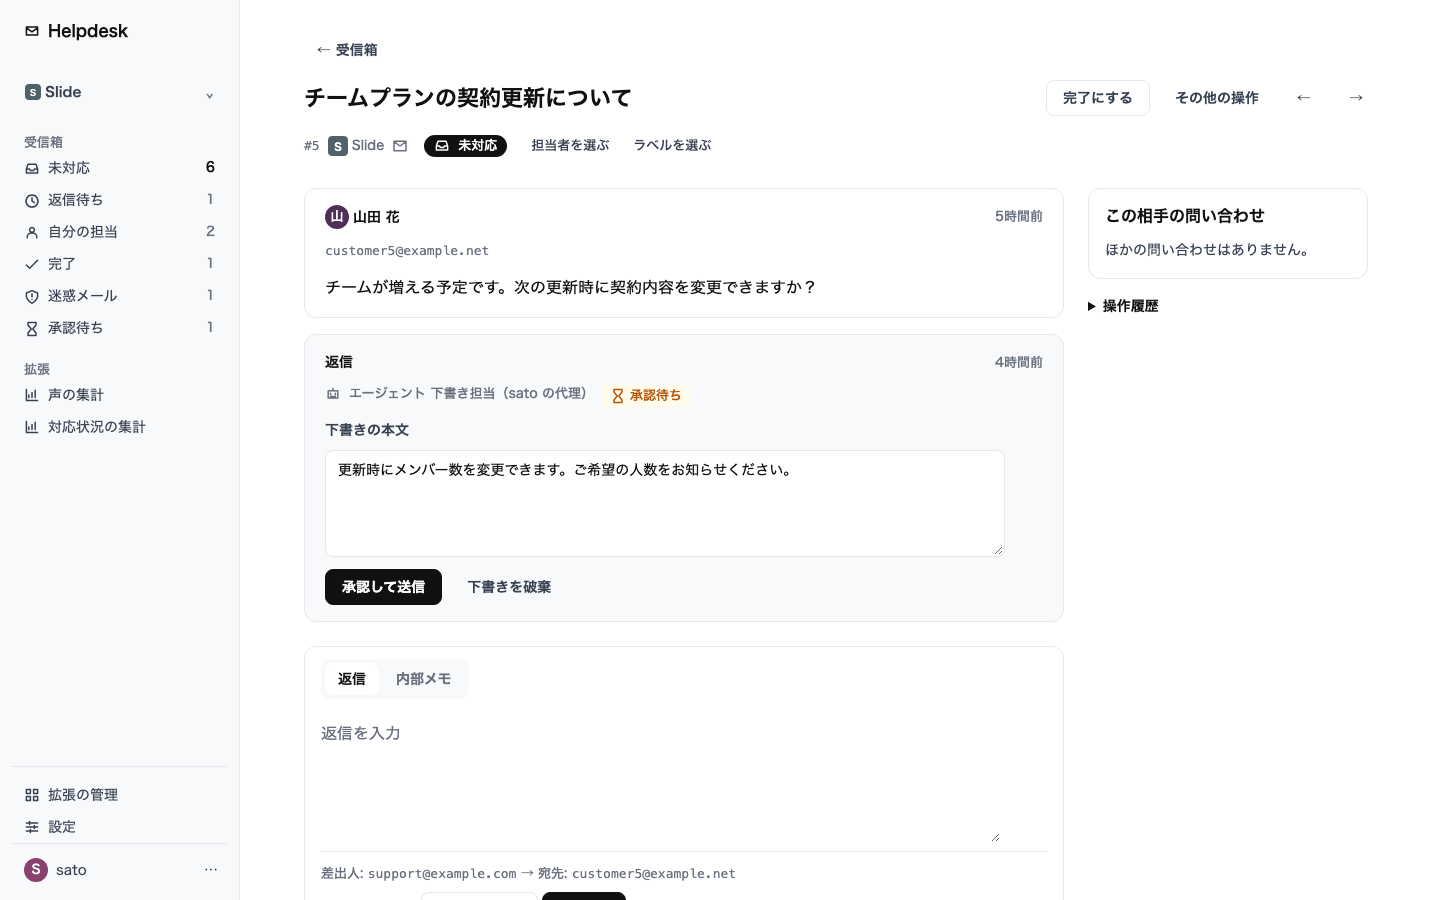 Helpdesk
S Slide
受信箱
未対応 6
返信待ち 1
自分の担当 2
完了 1
迷惑メール 1
承認待ち 1
拡張
声の集計
対応状況の集計
拡張の管理
設定
S sato ...
← 受信箱
チームプランの契約更新について
完了にする その他の操作 ← →
#5 S Slide 未対応 担当者を選ぶ ラベルを選ぶ
山 山田 花 5時間前
customer5@example.net
チームが増える予定です。次の更新時に契約内容を変更できますか？
返信 4時間前
エージェント 下書き担当（sato の代理） 承認待ち
下書きの本文
更新時にメンバー数を変更できます。ご希望の人数をお知らせください。
承認して送信 下書きを破棄
返信 内部メモ
返信を入力
差出人: support@example.com → 宛先: customer5@example.net
この相手の問い合わせ
ほかの問い合わせはありません。
▶ 操作履歴